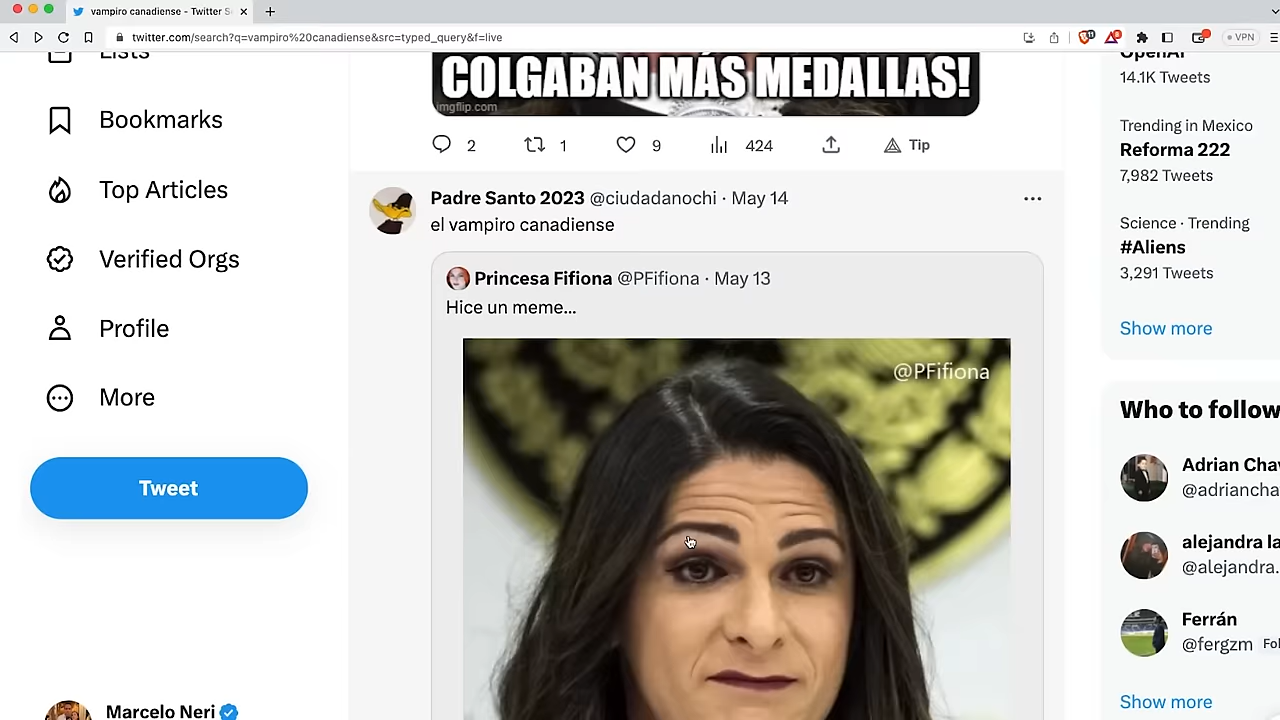 vampiro canadiense - Twitter S
twitter.com/search?q=vampiro%20canadiense&src=typed_query&f=live
VPN
Lists
Bookmarks
Top Articles
Verified Orgs
Profile
More
Tweet
Marcelo Neri
COLGABAN MÁS MEDALLAS!
imgflip.com
2
1
9
424
Tip
Padre Santo 2023 @ciudadanochi · May 14
el vampiro canadiense
Princesa Fifiona @PFifiona · May 13
Hice un meme...
@PFifiona
OpenAI
14.1K Tweets
Trending in Mexico
Reforma 222
7,982 Tweets
Science · Trending
#Aliens
3,291 Tweets
Show more
Who to follow
Adrian Cha
@adriancha
alejandra la
@alejandra.
Ferrán
@fergzm Fol
Show more